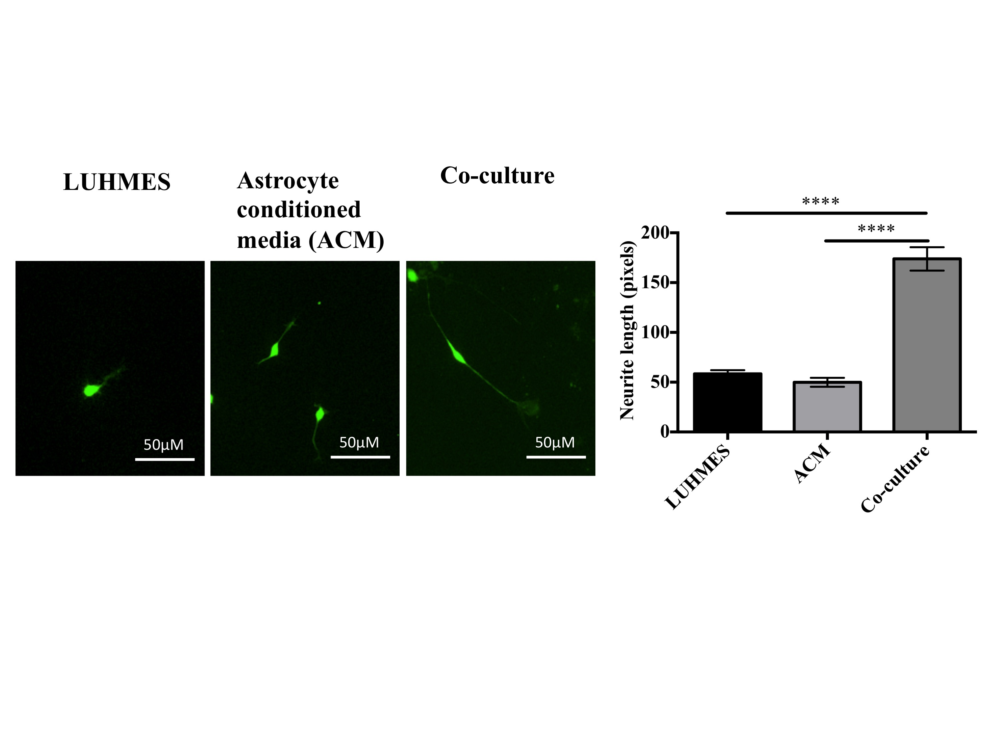 LUHMES
Astrocyte
conditioned
media (ACM)
Co-culture
50µM
50µM
50µM
****
****
Neurite length (pixels)
200
150
100
50
0
LUHMES
ACM
Co-culture